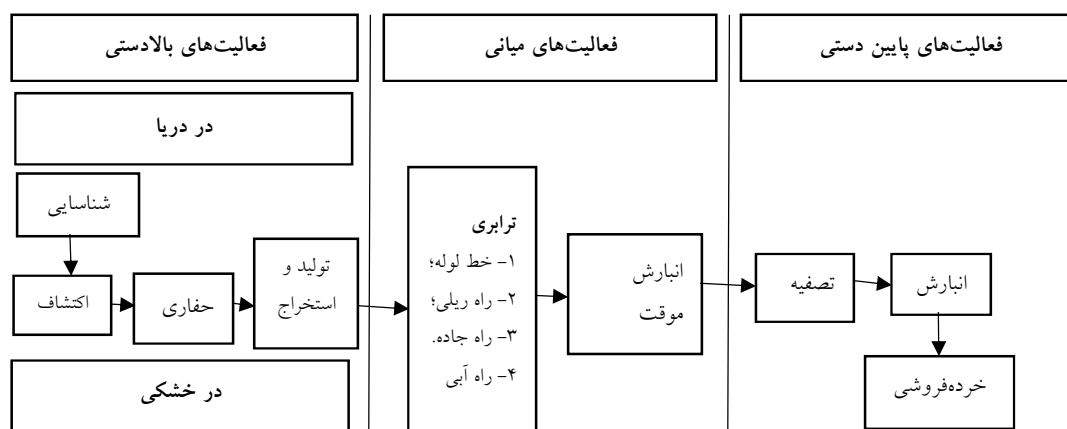 فعالیت‌های بالادستی
فعالیت‌های میانی
فعالیت‌های پایین دستی
در دریا
شناسایی
اکتشاف
حفاری
تولید و
استخراج
در خشکی
ترابری
۱- خط لوله؛
۲- راه ریلی؛
۳- راه جاده.
۴- راه آبی
انبارش
موقت
تصفیه
انبارش
خرده‌فروشی